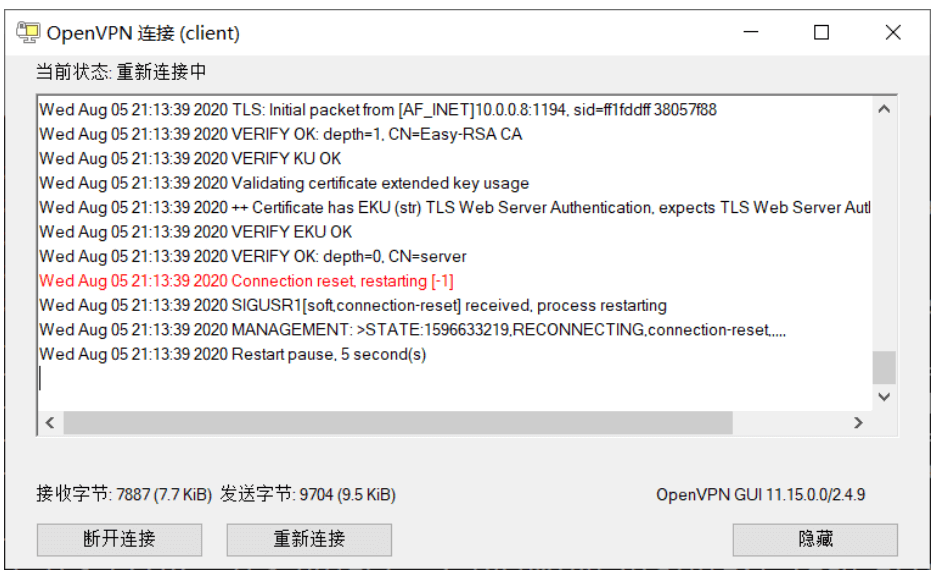 OpenVPN 连接 (client)
当前状态: 重新连接中
Wed Aug 05 21:13:39 2020 TLS: Initial packet from [AF_INET]10.0.0.8:1194, sid=ff1fddff 38057f88
Wed Aug 05 21:13:39 2020 VERIFY OK: depth=1, CN=Easy-RSA CA
Wed Aug 05 21:13:39 2020 VERIFY KU OK
Wed Aug 05 21:13:39 2020 Validating certificate extended key usage
Wed Aug 05 21:13:39 2020 ++ Certificate has EKU (str) TLS Web Server Authentication, expects TLS Web Server Aut
Wed Aug 05 21:13:39 2020 VERIFY EKU OK
Wed Aug 05 21:13:39 2020 VERIFY OK: depth=0, CN=server
Wed Aug 05 21:13:39 2020 Connection reset, restarting [-1]
Wed Aug 05 21:13:39 2020 SIGUSR1[soft,connection-reset] received, process restarting
Wed Aug 05 21:13:39 2020 MANAGEMENT: >STATE:1596633219,RECONNECTING,connection-reset,,,,,
Wed Aug 05 21:13:39 2020 Restart pause, 5 second(s)
接收字节: 7887 (7.7 KiB) 发送字节: 9704 (9.5 KiB) OpenVPN GUI 11.15.0.0/2.4.9
断开连接 重新连接 隐藏